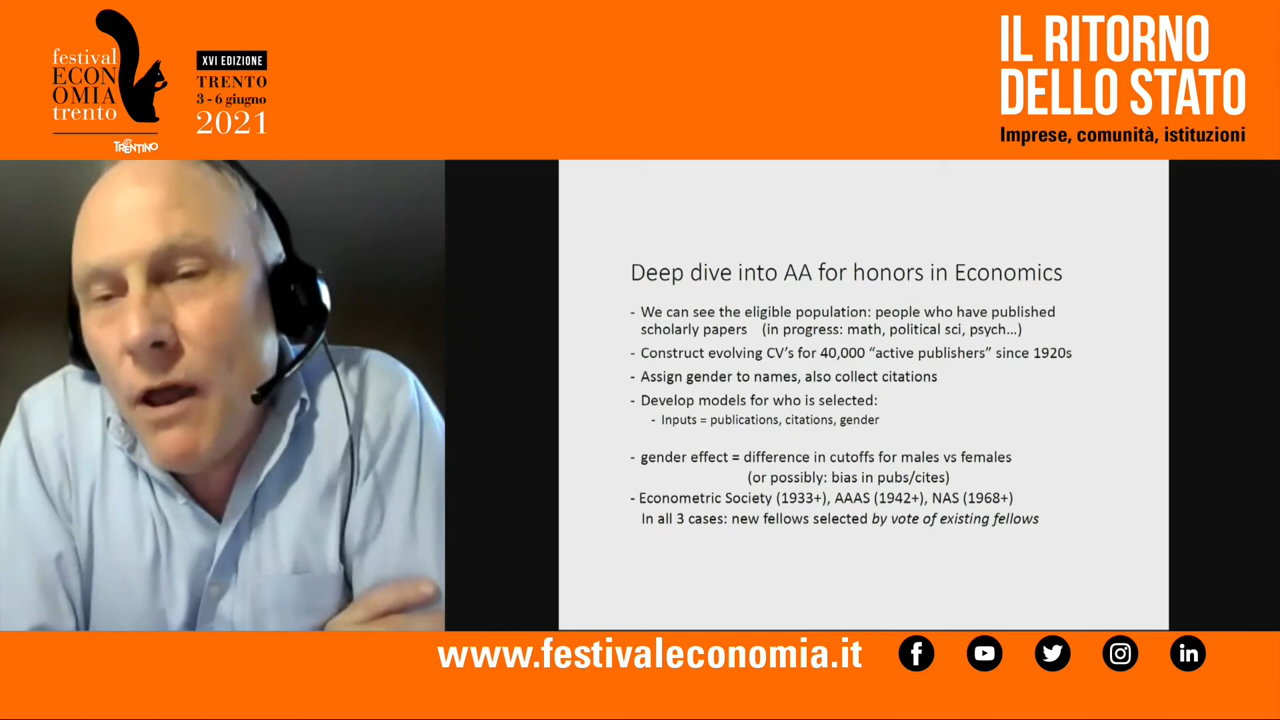 festival
ECON
OMIA
trento
TRENTINO
XVI EDIZIONE
TRENTO
3 - 6 giugno
2021
IL RITORNO
DELLO STATO
Imprese, comunità, istituzioni
Deep dive into AA for honors in Economics
- We can see the eligible population: people who have published
scholarly papers (in progress: math, political sci, psych...)
- Construct evolving CV's for 40,000 “active publishers” since 1920s
- Assign gender to names, also collect citations
- Develop models for who is selected:
- Inputs = publications, citations, gender
- gender effect = difference in cutoffs for males vs females
(or possibly: bias in pubs/cites)
- Econometric Society (1933+), AAAS (1942+), NAS (1968+)
In all 3 cases: new fellows selected by vote of existing fellows
www.festivaleconomia.it